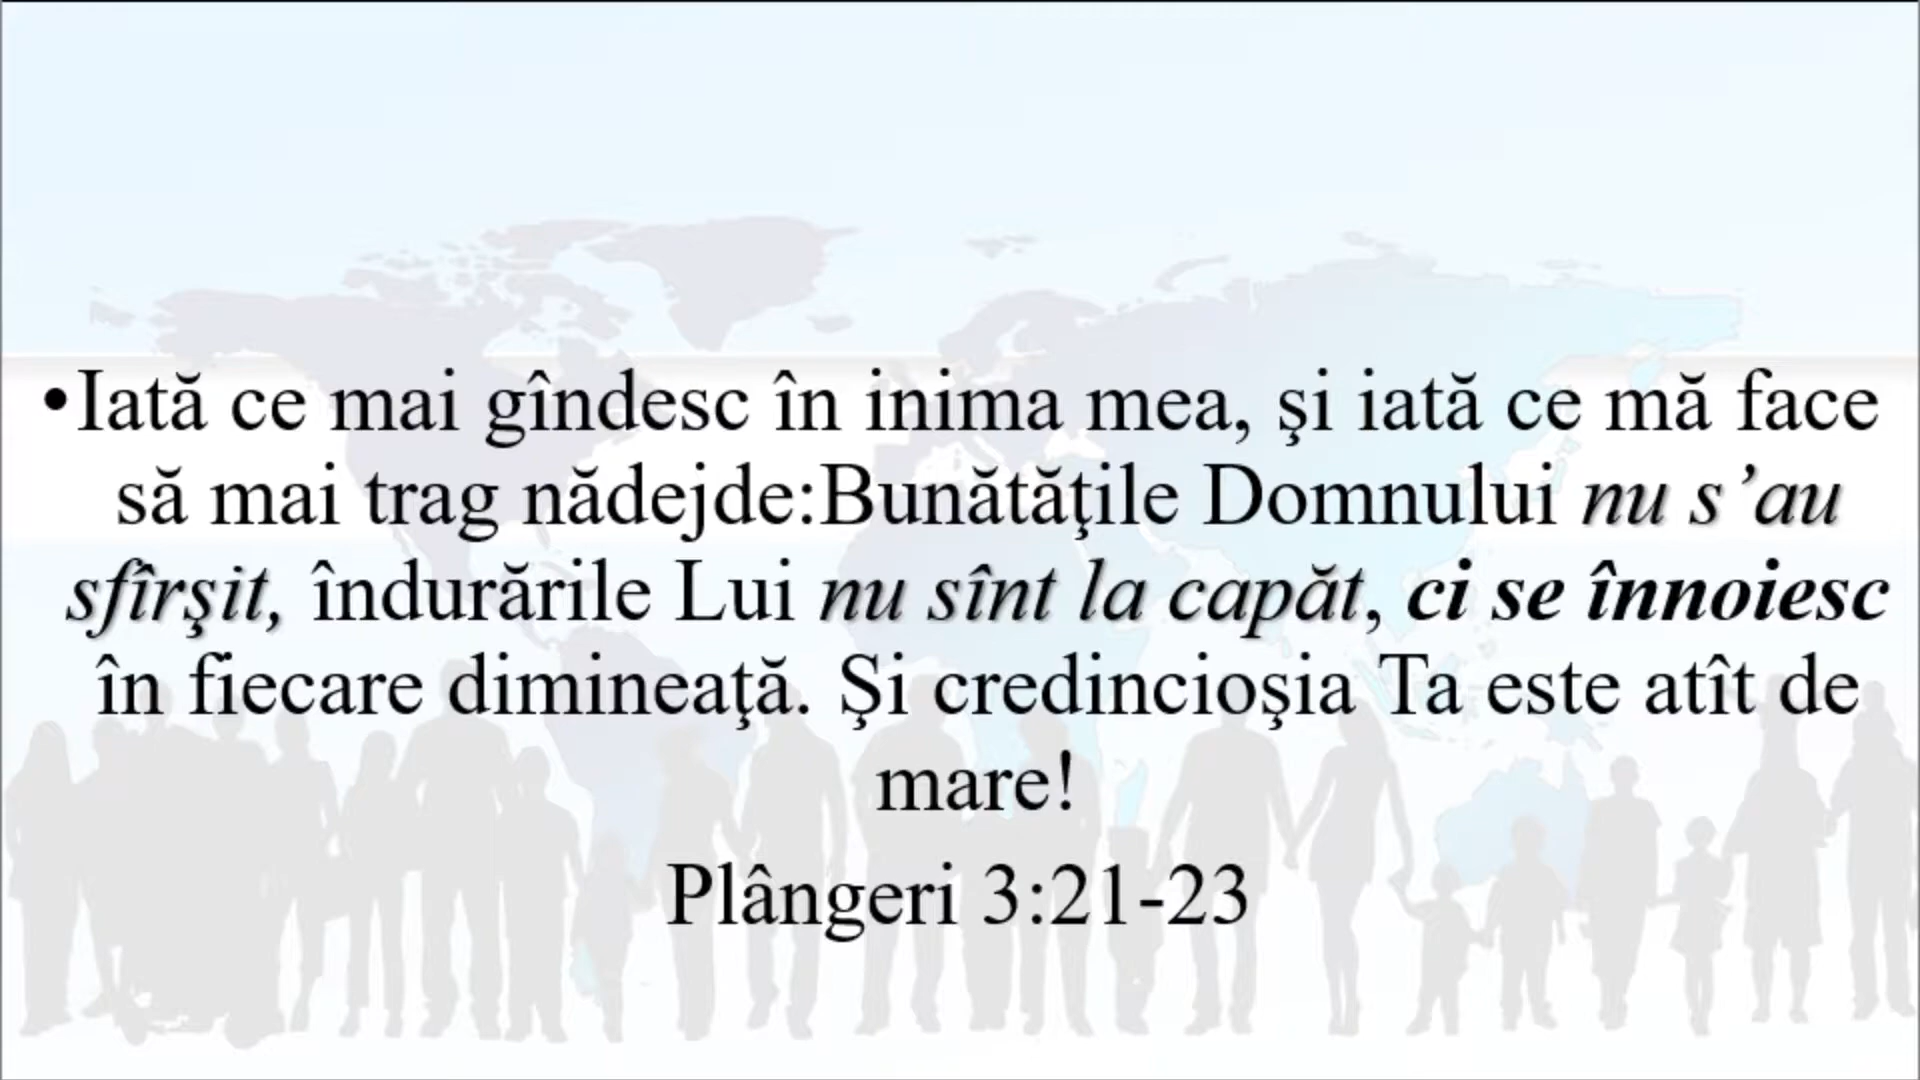 •Iată ce mai gîndesc în inima mea, şi iată ce mă face
să mai trag nădejde:Bunătăţile Domnului nu s’au
sfîrşit, îndurările Lui nu sînt la capăt, ci se înnoiesc
în fiecare dimineaţă. Şi credincioşia Ta este atît de
mare!
Plângeri 3:21-23